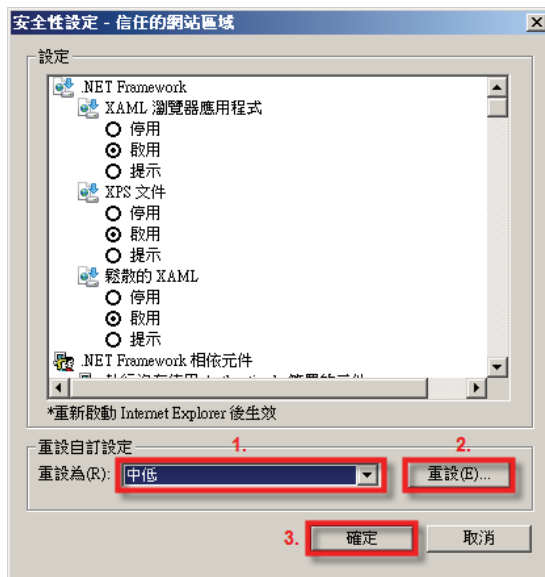 安全性設定 - 信任的網站區域
設定
.NET Framework
XAML 瀏覽器應用程式
停用
啟用
提示
XPS 文件
停用
啟用
提示
鬆散的 XAML
停用
啟用
提示
.NET Framework 相依元件
*重新啟動 Internet Explorer 後生效
重設自訂設定
1.
2.
重設為(R):
中低
重設(E)...
3.
確定
取消